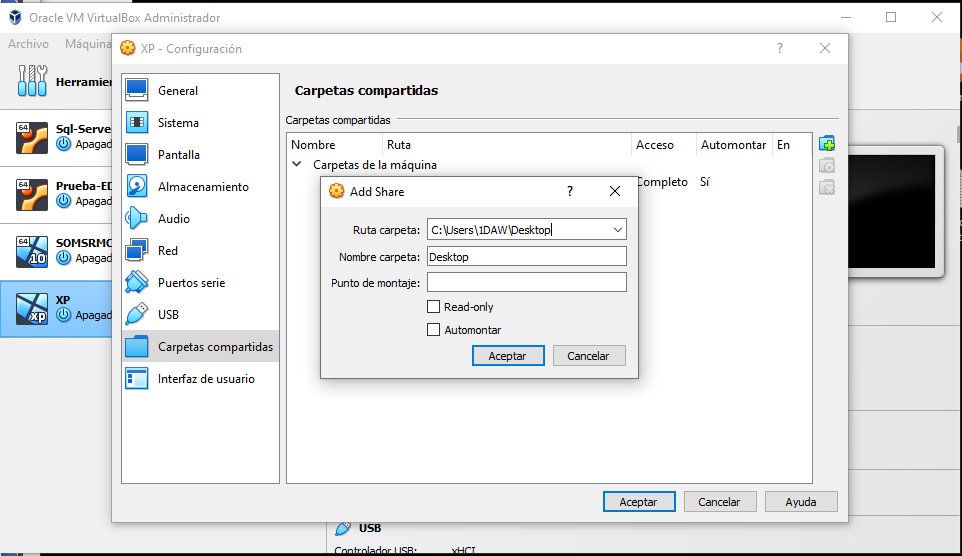 Oracle VM VirtualBox Administrador
Archivo Máquina
XP - Configuración
?
Herramie
64 Sql-Serve
Apagad
64 Prueba-ED
Apagad
64 10 SOMSRMC
Apagad
xp XP
Apagad
General
Sistema
Pantalla
Almacenamiento
Audio
Red
Puertos serie
USB
Carpetas compartidas
Interfaz de usuario
Carpetas compartidas
Carpetas compartidas
Nombre Ruta Acceso Automontar En
Carpetas de la máquina
Completo Sí
Add Share ?
Ruta carpeta: C:\Users\1DAW\Desktop
Nombre carpeta: Desktop
Punto de montaje:
Read-only
Automontar
Aceptar Cancelar
Aceptar Cancelar Ayuda
USB
Controlador USB: xHCI